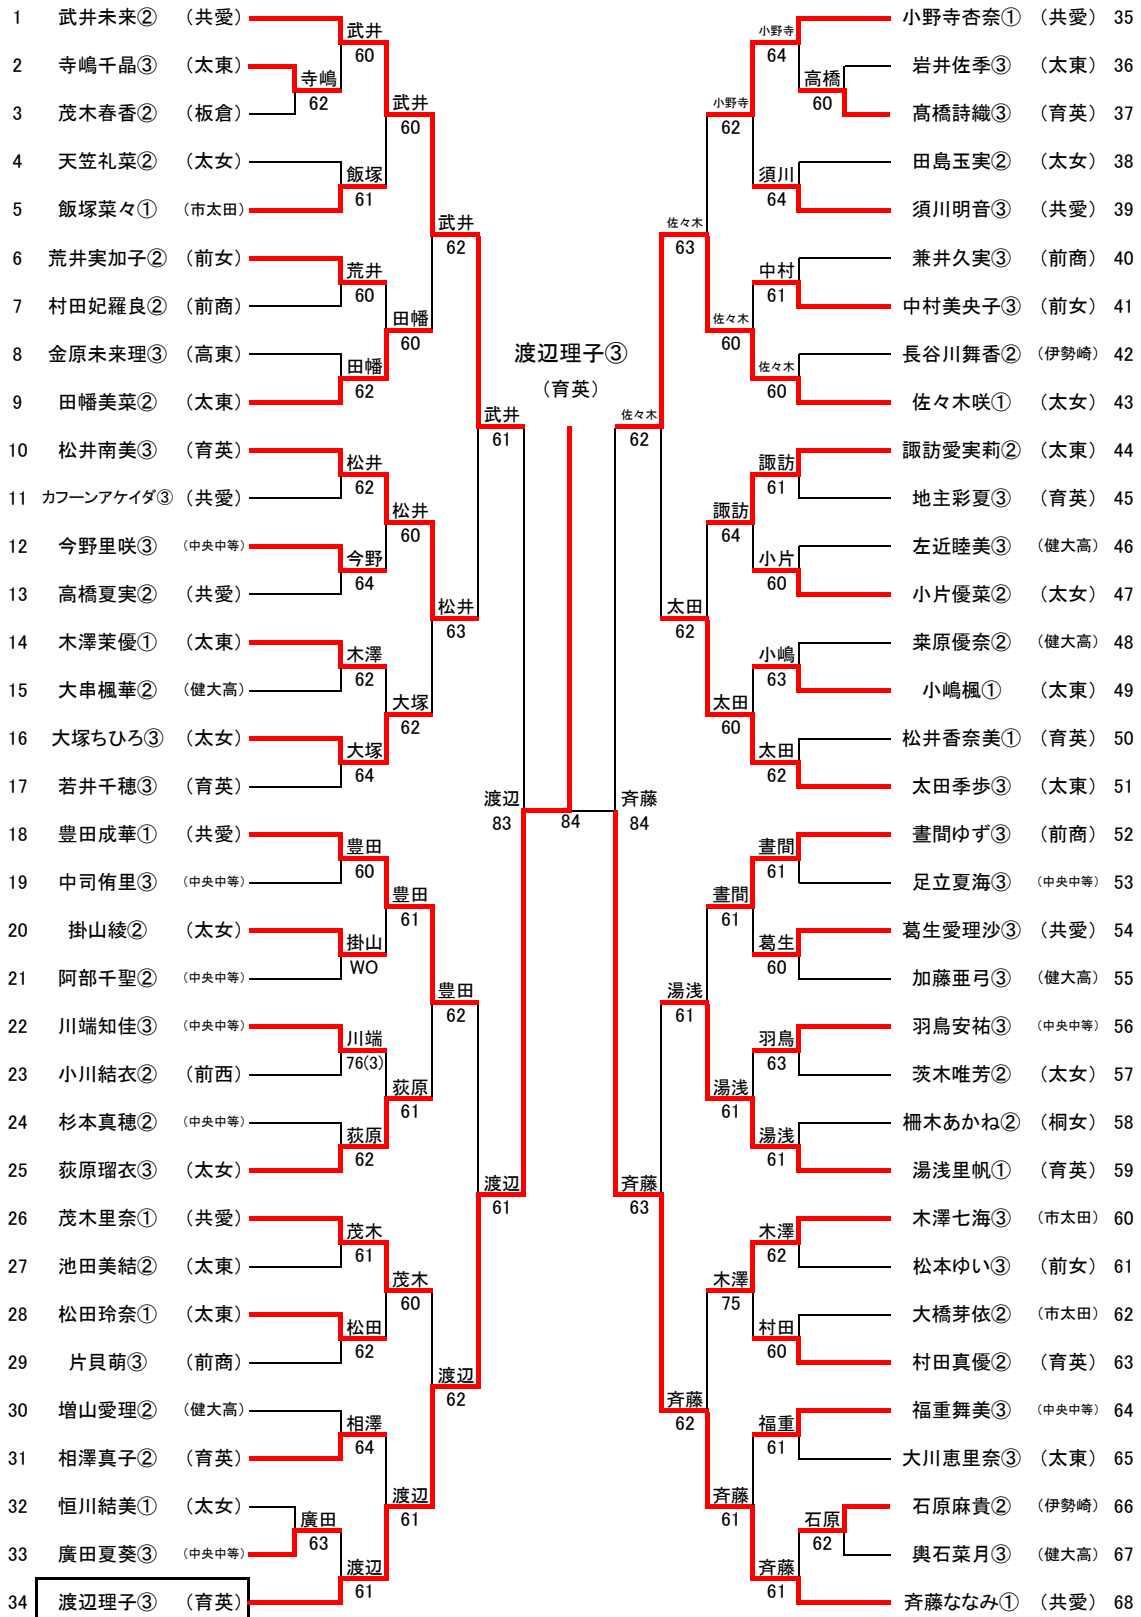 1 武井未来② (共愛)
2 寺嶋千晶③ (太東)
3 茂木春香② (板倉)
4 天笠礼菜② (太女)
5 飯塚菜々① (市太田)
6 荒井実加子② (前女)
7 村田妃羅良② (前商)
8 金原未来理③ (高東)
9 田幡美菜② (太東)
10 松井南美③ (育英)
11 カフーンアケイダ③ (共愛)
12 今野里咲③ (中央中等)
13 高橋夏実② (共愛)
14 木澤茉優① (太東)
15 大串楓華② (健大高)
16 大塚ちひろ③ (太女)
17 若井千穂③ (育英)
18 豊田成華① (共愛)
19 中司侑里③ (中央中等)
20 掛山綾② (太女)
21 阿部千聖② (中央中等)
22 川端知佳③ (中央中等)
23 小川結衣② (前西)
24 杉本真穂② (中央中等)
25 荻原瑠衣③ (太女)
26 茂木里奈① (共愛)
27 池田美結② (太東)
28 松田玲奈① (太東)
29 片貝萌③ (前商)
30 増山愛理② (健大高)
31 相澤真子② (育英)
32 恒川結美① (太女)
33 廣田夏葵③ (中央中等)
34 渡辺理子③ (育英)
寺嶋
62
武井
60
飯塚
61
荒井
60
田幡
62
松井
62
今野
64
木澤
62
大塚
64
豊田
60
掛山
WO
川端
76(3)
荻原
62
茂木
61
松田
62
相澤
64
廣田
63
渡辺
61
武井
60
田幡
60
松井
60
大塚
62
豊田
61
荻原
61
茂木
60
渡辺
61
武井
62
松井
63
豊田
62
渡辺
62
武井
61
渡辺
61
渡辺
83
渡辺理子③
(育英)
84
斉藤
84
佐々木
62
斉藤
63
佐々木
63
太田
62
湯浅
61
斉藤
62
小野寺
62
佐々木
60
諏訪
64
太田
60
晝間
61
湯浅
61
木澤
75
斉藤
61
小野寺
64
高橋
60
須川
64
中村
61
佐々木
60
諏訪
61
小片
60
小嶋
63
太田
62
晝間
61
葛生
60
羽鳥
63
湯浅
61
木澤
62
村田
60
福重
61
石原
62
斉藤
61
小野寺杏奈① (共愛) 35
岩井佐季③ (太東) 36
髙橋詩織③ (育英) 37
田島玉実② (太女) 38
須川明音③ (共愛) 39
兼井久実③ (前商) 40
中村美央子③ (前女) 41
長谷川舞香② (伊勢崎) 42
佐々木咲① (太女) 43
諏訪愛実莉② (太東) 44
地主彩夏③ (育英) 45
左近睦美③ (健大高) 46
小片優菜② (太女) 47
桒原優奈② (健大高) 48
小嶋楓① (太東) 49
松井香奈美① (育英) 50
太田季歩③ (太東) 51
晝間ゆず③ (前商) 52
足立夏海③ (中央中等) 53
葛生愛理沙③ (共愛) 54
加藤亜弓③ (健大高) 55
羽鳥安祐③ (中央中等) 56
茨木唯芳② (太女) 57
柵木あかね② (桐女) 58
湯浅里帆① (育英) 59
木澤七海③ (市太田) 60
松本ゆい③ (前女) 61
大橋芽依② (市太田) 62
村田真優② (育英) 63
福重舞美③ (中央中等) 64
大川恵里奈③ (太東) 65
石原麻貴② (伊勢崎) 66
輿石菜月③ (健大高) 67
斉藤ななみ① (共愛) 68